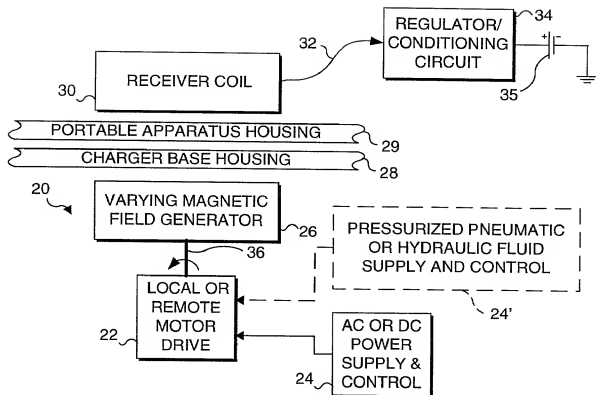 REGULATOR/
CONDITIONING
CIRCUIT
34
32
+
-
35
RECEIVER COIL
30
PORTABLE APPARATUS HOUSING
29
CHARGER BASE HOUSING
28
20
VARYING MAGNETIC
FIELD GENERATOR
26
36
PRESSURIZED PNEUMATIC
OR HYDRAULIC FLUID
SUPPLY AND CONTROL
24'
LOCAL OR
REMOTE
MOTOR
DRIVE
22
AC OR DC
POWER
SUPPLY &
CONTROL
24